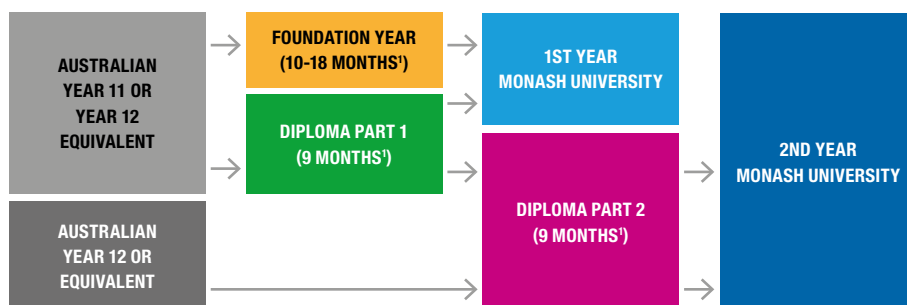 AUSTRALIAN
YEAR 11 OR
YEAR 12
EQUIVALENT
AUSTRALIAN
YEAR 12 OR
EQUIVALENT
FOUNDATION YEAR
(10-18 MONTHS¹)
DIPLOMA PART 1
(9 MONTHS¹)
1ST YEAR
MONASH UNIVERSITY
DIPLOMA PART 2
(9 MONTHS¹)
2ND YEAR
MONASH UNIVERSITY